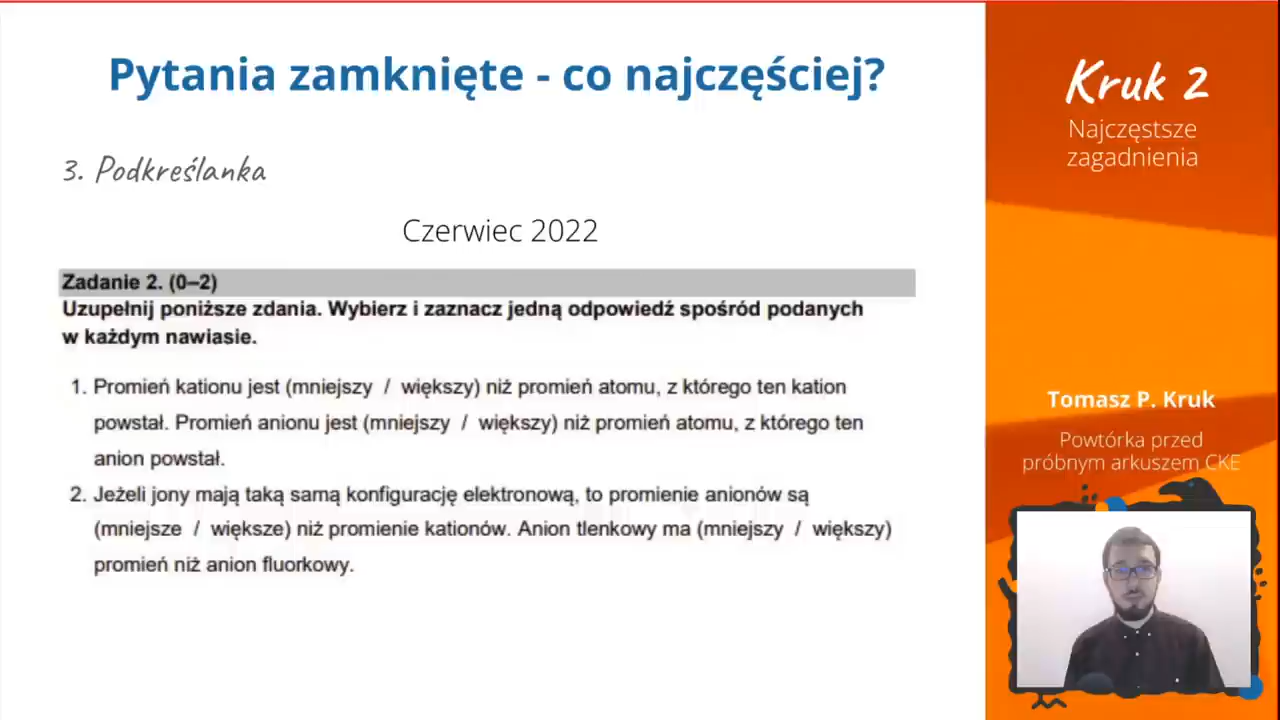 Pytania zamknięte - co najczęściej?
3. Podkreślanka
Czerwiec 2022
Zadanie 2. (0–2)
Uzupełnij poniższe zdania. Wybierz i zaznacz jedną odpowiedź spośród podanych
w każdym nawiasie.
1. Promień kationu jest (mniejszy / większy) niż promień atomu, z którego ten kation
powstał. Promień anionu jest (mniejszy / większy) niż promień atomu, z którego ten
anion powstał.
2. Jeżeli jony mają taką samą konfigurację elektronową, to promienie anionów są
(mniejsze / większe) niż promienie kationów. Anion tlenkowy ma (mniejszy / większy)
promień niż anion fluorkowy.
Kruk 2
Najczęstsze
zagadnienia
Tomasz P. Kruk
Powtórka przed
próbnym arkuszem CKE